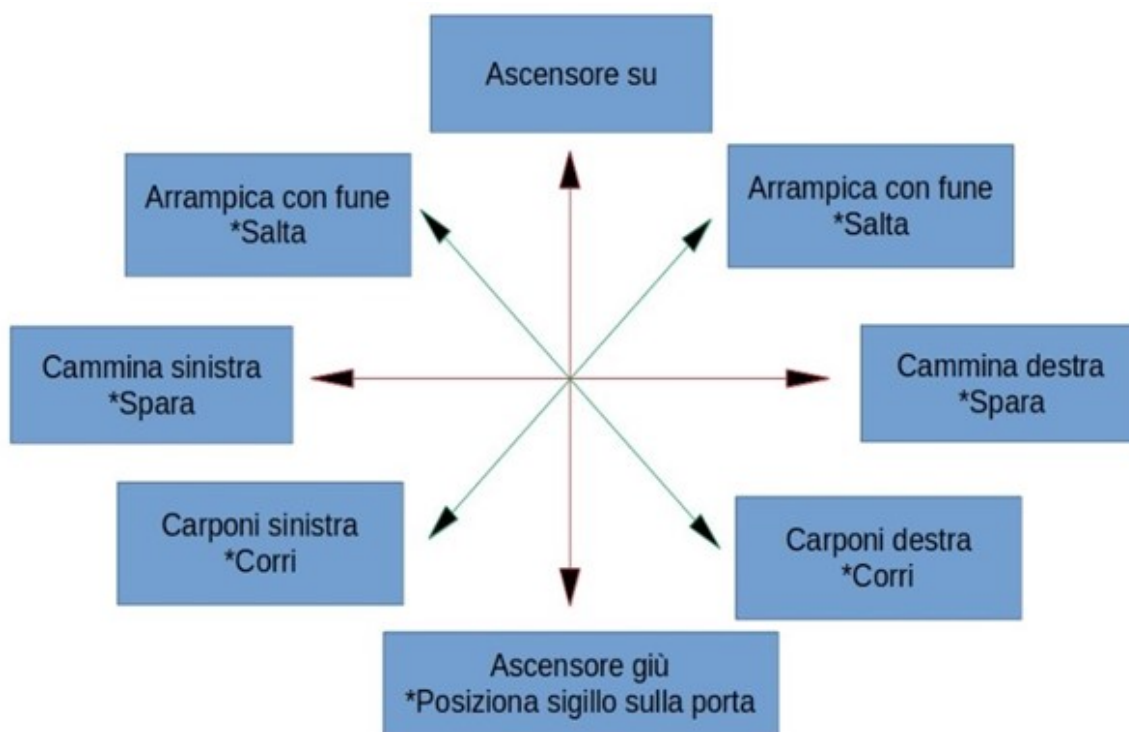 Ascensore su
Arrampica con fune
*Salta
Arrampica con fune
*Salta
Cammina sinistra
*Spara
Cammina destra
*Spara
Carponi sinistra
*Corri
Carponi destra
*Corri
Ascensore giù
*Posiziona sigillo sulla porta